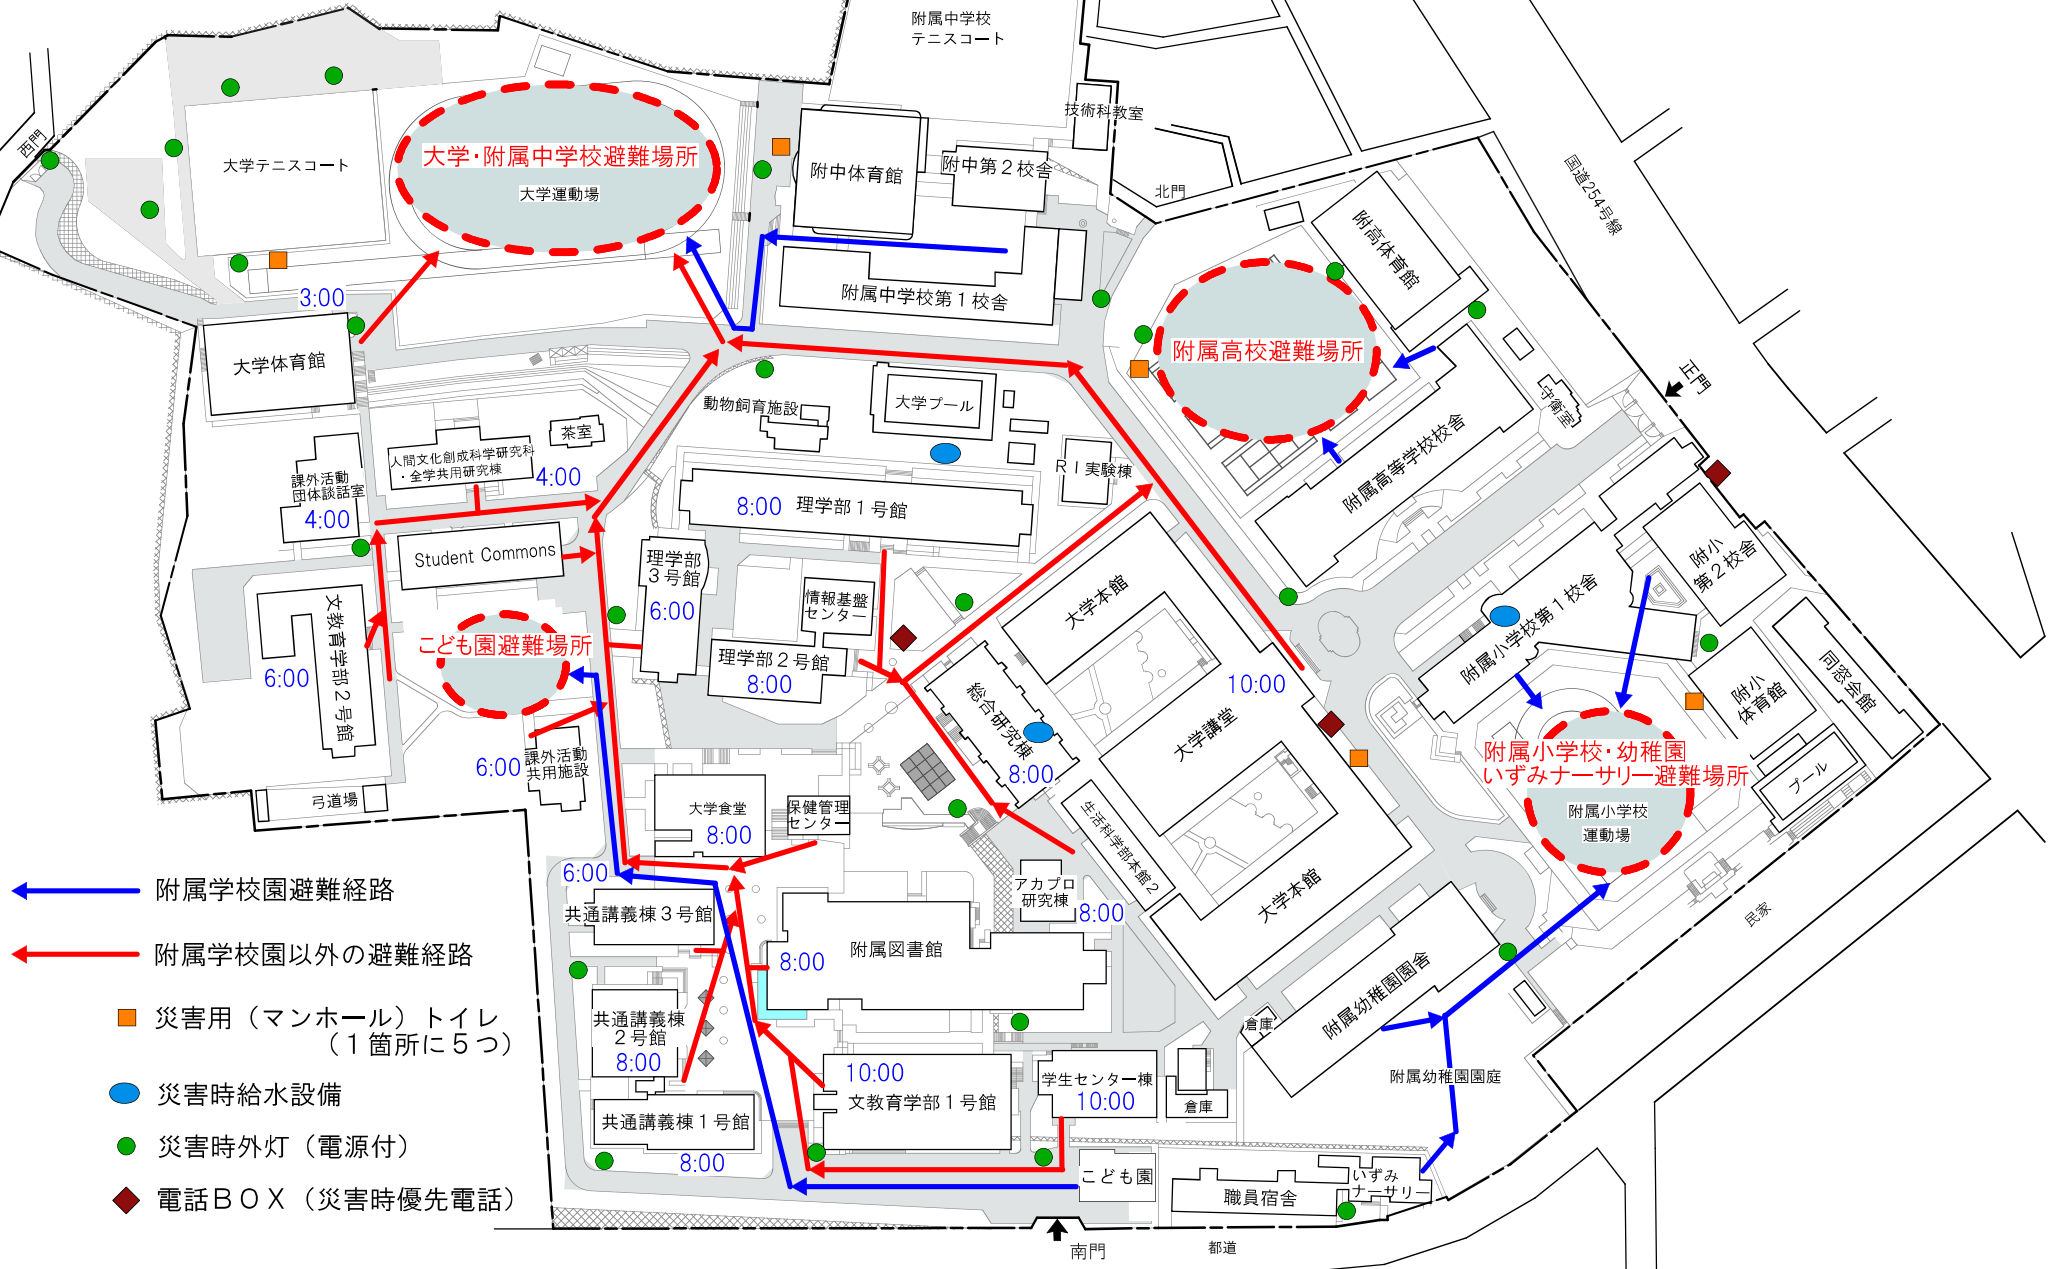 附属中学校
テニスコート
技術科教室
西門
大学テニスコート
大学・附属中学校避難場所
大学運動場
附中体育館
附中第２校舎
北門
国道254号線
附高体育館
附属中学校第１校舎
3:00
大学体育館
附属高校避難場所
正門
守衛室
動物飼育施設
大学プール
茶室
人間文化創成科学研究科
・全学共用研究棟
4:00
課外活動
団体談話室
4:00
ＲＩ実験棟
附属高等学校校舎
8:00
理学部１号館
Student Commons
理学部
３号館
6:00
情報基盤
センター
大学本館
附小
第２校舎
附属小学校第１校舎
文教育学部２号館
6:00
こども園避難場所
理学部２号館
8:00
総合研究棟
8:00
10:00
大学講堂
附小
体育館
同窓会館
附属小学校・幼稚園
いずみナーサリー避難場所
附属小学校
運動場
プール
6:00
課外活動
共用施設
弓道場
大学食堂
8:00
保健管理
センター
生活科学部本館２
アカプロ
研究棟
8:00
大学本館
民家
6:00
共通講義棟３号館
附属図書館
8:00
附属学校園避難経路
附属学校園以外の避難経路
災害用（マンホール）トイレ
（１箇所に５つ）
災害時給水設備
災害時外灯（電源付）
電話ＢＯＸ（災害時優先電話）
共通講義棟
２号館
8:00
共通講義棟１号館
8:00
10:00
文教育学部１号館
学生センター棟
10:00
倉庫
倉庫
附属幼稚園園舎
附属幼稚園園庭
こども園
職員宿舎
いずみ
ナーサリー
南門
都道